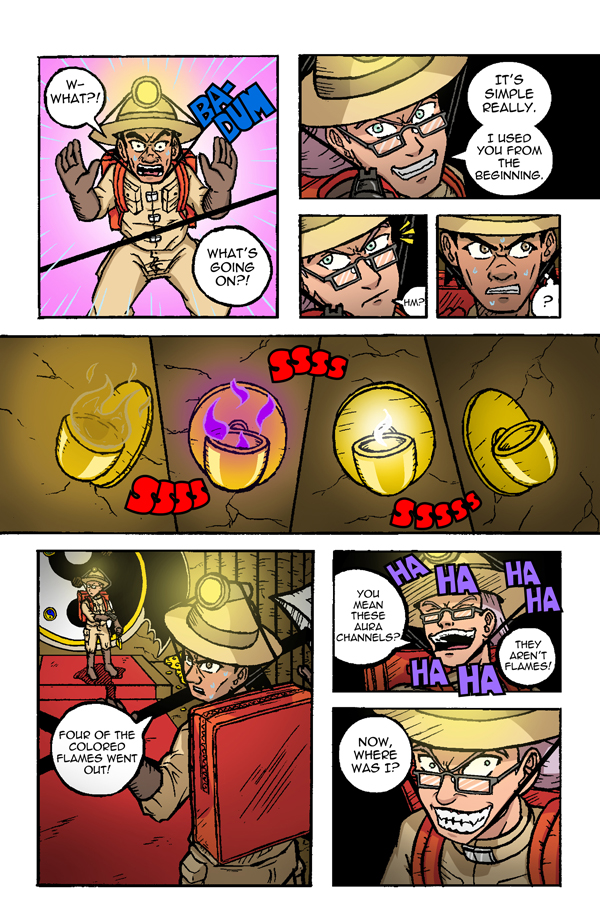 W-
WHAT?!
BA-
DUM
WHAT'S
GOING
ON?!
IT'S
SIMPLE
REALLY.
I USED
YOU FROM
THE
BEGINNING.
HM?
?
SSSS
SSSS
SSSSS
FOUR OF THE
COLORED
FLAMES WENT
OUT!
HA HA HA HA
YOU
MEAN
THESE
AURA
CHANNELS?
THEY
AREN'T
FLAMES!
HA HA
NOW,
WHERE
WAS I?